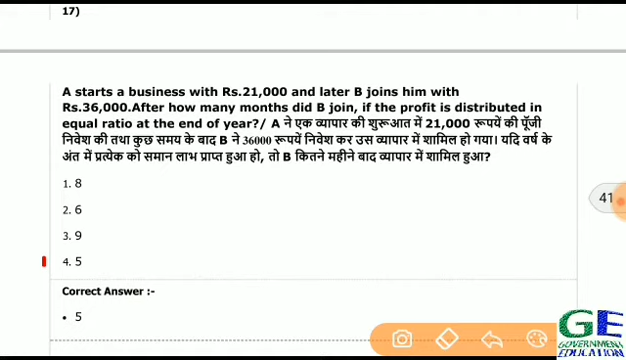 17)
A starts a business with Rs.21,000 and later B joins him with
Rs.36,000.After how many months did B join, if the profit is distributed in
equal ratio at the end of year?/ A ने एक व्यापार की शुरूआत में 21,000 रूपयें की पूँजी
निवेश की तथा कुछ समय के बाद B ने 36000 रूपयें निवेश कर उस व्यापार में शामिल हो गया। यदि वर्ष के
अंत में प्रत्येक को समान लाभ प्राप्त हुआ हो, तो B कितने महीने बाद व्यापार में शामिल हुआ?
1. 8
2. 6
41
3. 9
4. 5
Correct Answer :-
• 5
GE
GOVERNMENT
EDUCATION